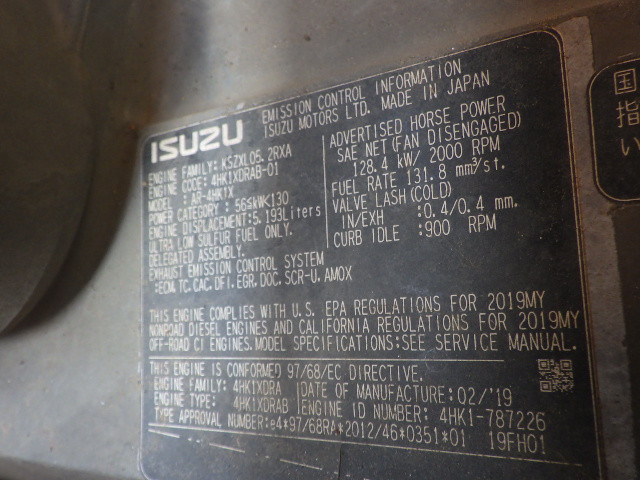 ISUZU
EMISSION CONTROL INFORMATION
ISUZU MOTORS LTD. MADE IN JAPAN
ENGINE FAMILY: KSZXL05.2RXA
ENGINE CODE: 4HK1XDRAB-01
MODEL: AR-4HK1X
POWER CATEGORY: 56≤kW<130
ENGINE DISPLACEMENT: 5.193Liters
ULTRA LOW SULFUR FUEL ONLY.
DELEGATED ASSEMBLY.
EXHAUST EMISSION CONTROL SYSTEM
:ECM, TC, CAC, DFI, EGR, DOC, SCR-U, AMOX
ADVERTISED HORSE POWER
SAE NET (FAN DISENGAGED)
128.4 kW/ 2000 RPM
FUEL RATE 131.8 mm³/st.
VALVE LASH(COLD)
IN/EXH :0.4/0.4 mm.
CURB IDLE :900 RPM
THIS ENGINE COMPLIES WITH U.S. EPA REGULATIONS FOR 2019MY
NONROAD DIESEL ENGINES AND CALIFORNIA REGULATIONS FOR 2019MY
OFF-ROAD CI ENGINES. MODEL SPECIFICATIONS:SEE SERVICE MANUAL.
THIS ENGINE IS CONFORMED 97/68/EC DIRECTIVE.
ENGINE FAMILY: 4HK1XDRA DATE OF MANUFACTURE: 02/'19
ENGINE TYPE: 4HK1XDRAB ENGINE ID NUMBER: 4HK1-787226
TYPE APPROVAL NUMBER:e4*97/68RA*2012/46*0351*01 19FH01
国
指
い